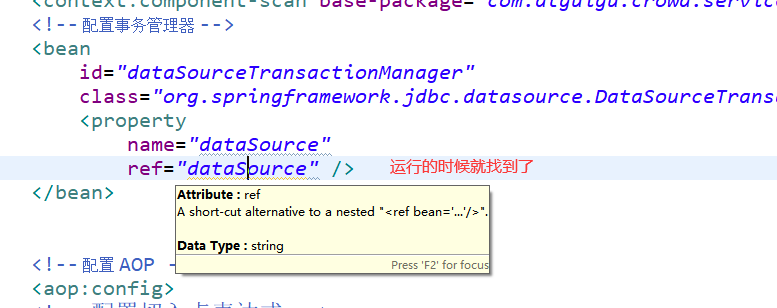 <context:component-scan base-package="com.atguigu.crowd.servic
<!-- 配置事务管理器 -->
<bean
id="dataSourceTransactionManager"
class="org.springframework.jdbc.datasource.DataSourceTransa
<property
name="dataSource"
ref="dataSource" /> 运行的时候就找到了
</bean>
Attribute : ref
A short-cut alternative to a nested "<ref bean='...'/>".
Data Type : string
Press 'F2' for focus
<!-- 配置 AOP -
<aop:config>